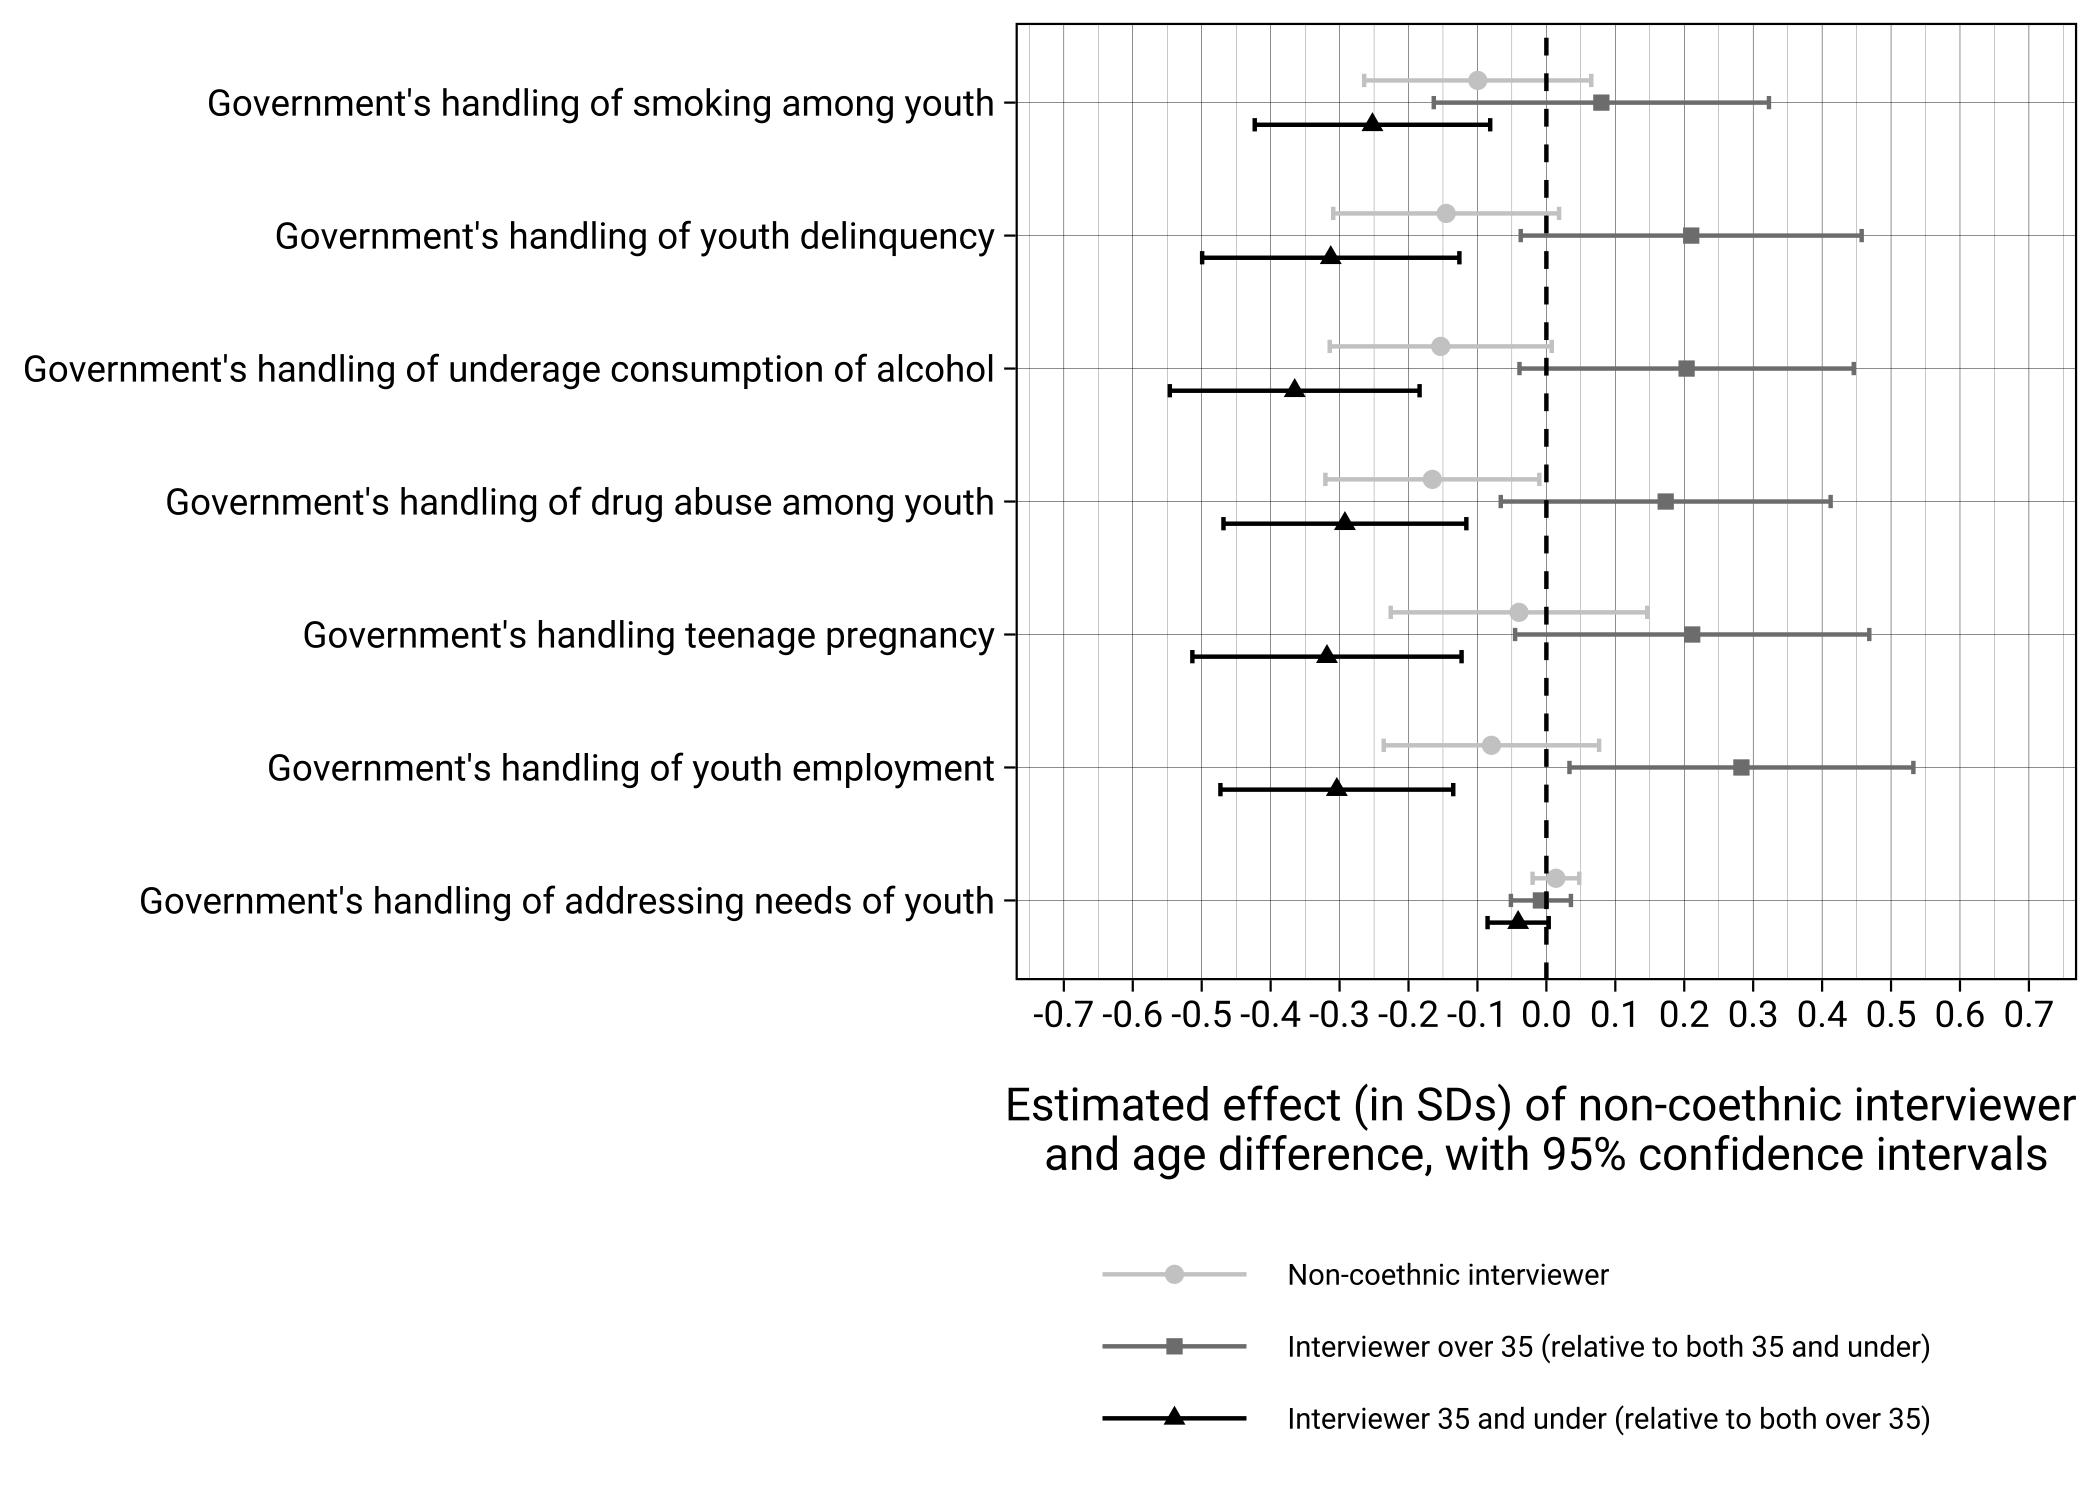 Government's handling of smoking among youth
Government's handling of youth delinquency
Government's handling of underage consumption of alcohol
Government's handling of drug abuse among youth
Government's handling teenage pregnancy
Government's handling of youth employment
Government's handling of addressing needs of youth
-0.7 -0.6 -0.5 -0.4 -0.3 -0.2 -0.1 0.0 0.1 0.2 0.3 0.4 0.5 0.6 0.7
Estimated effect (in SDs) of non-coethnic interviewer
and age difference, with 95% confidence intervals
Non-coethnic interviewer
Interviewer over 35 (relative to both 35 and under)
Interviewer 35 and under (relative to both over 35)